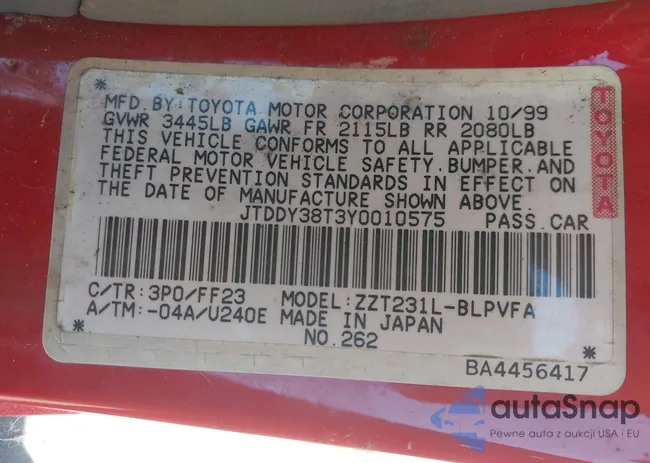 MFD. BY: TOYOTA MOTOR CORPORATION 10/99
GVWR 3445LB GAWR FR 2115LB RR 2080LB
THIS VEHICLE CONFORMS TO ALL APPLICABLE
FEDERAL MOTOR VEHICLE SAFETY.BUMPER.AND
THEFT PREVENTION STANDARDS IN EFFECT ON
THE DATE OF MANUFACTURE SHOWN ABOVE.
JTDDY38T3Y0010575 PASS.CAR
TOYOTA
C/TR:3P0/FF23 MODEL:ZZT231L-BLPVFA
A/TM:-04A/U240E MADE IN JAPAN
NO.262
BA4456417
autaSnap
Pewne auta z aukcji USA i EU